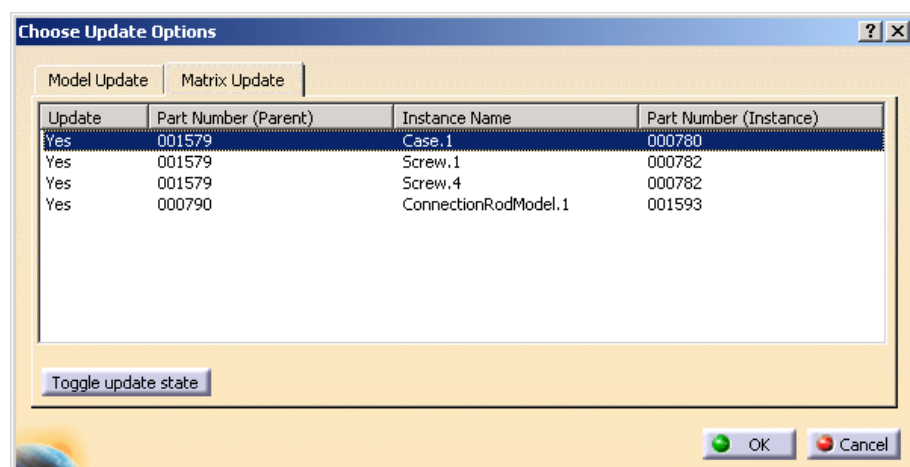 Choose Update Options
Model Update Matrix Update
Update Part Number (Parent) Instance Name Part Number (Instance)
Yes 001579 Case.1 000780
Yes 001579 Screw.1 000782
Yes 001579 Screw.4 000782
Yes 000790 ConnectionRodModel.1 001593
Toggle update state
OK Cancel